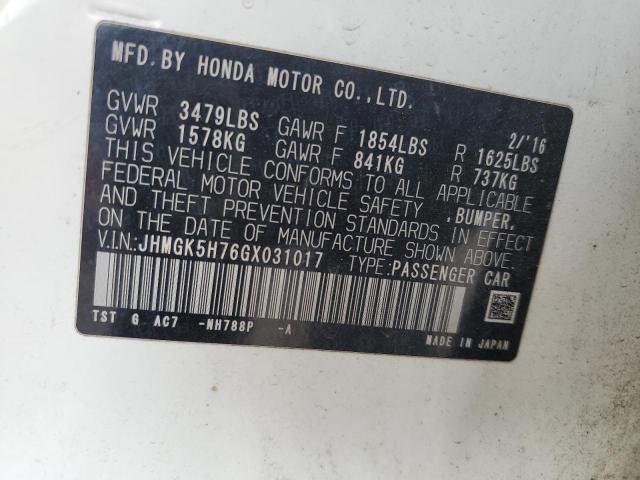 MFD. BY HONDA MOTOR CO.,LTD.
2/'16
GVWR 3479LBS GAWR F 1854LBS R 1625LBS
GVWR 1578KG GAWR F 841KG R 737KG
THIS VEHICLE CONFORMS TO ALL APPLICABLE
FEDERAL MOTOR VEHICLE SAFETY ,BUMPER,
AND THEFT PREVENTION STANDARDS IN EFFECT
ON THE DATE OF MANUFACTURE SHOWN ABOVE
V.I.N.:JHMGK5H76GX031017 TYPE:PASSENGER CAR
TST G AC7 -NH788P -A
MADE IN JAPAN